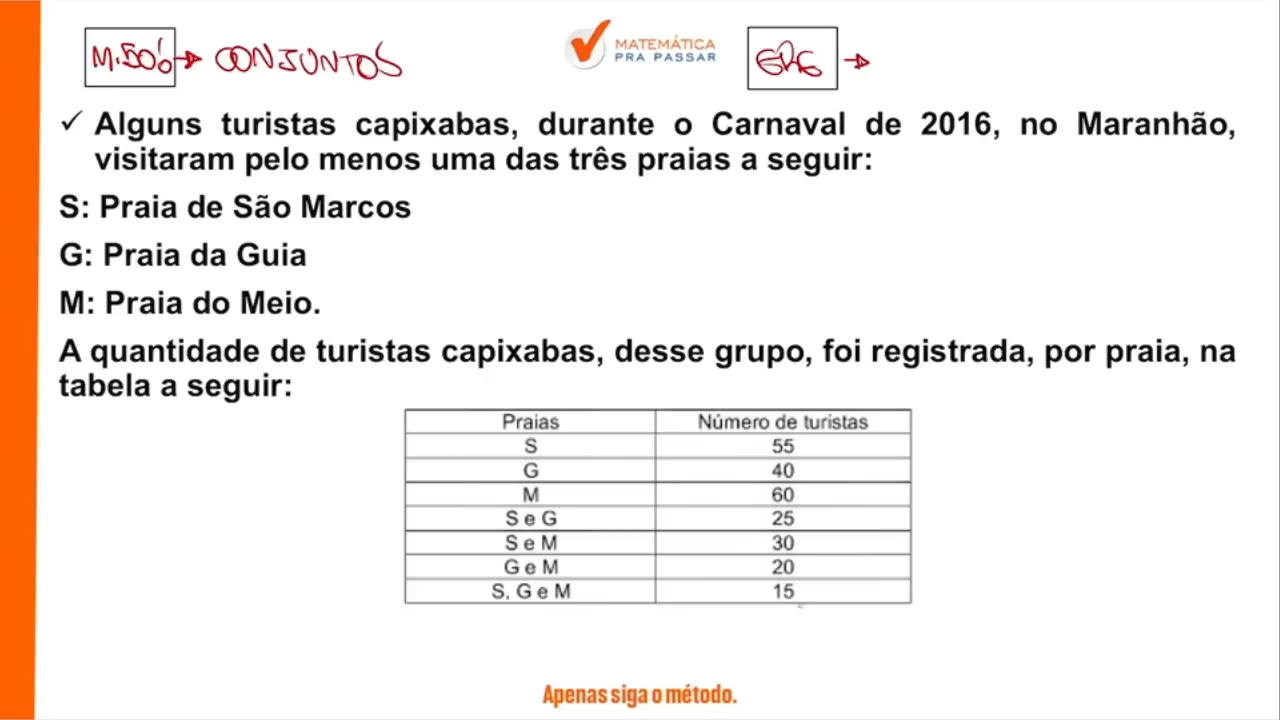 M.500 → CONJUNTOS
MATEMÁTICA
PRA PASSAR
✓ Alguns turistas capixabas, durante o Carnaval de 2016, no Maranhão,
visitaram pelo menos uma das três praias a seguir:
S: Praia de São Marcos
G: Praia da Guia
M: Praia do Meio.
A quantidade de turistas capixabas, desse grupo, foi registrada, por praia, na
tabela a seguir:
Praias Número de turistas
S 55
G 40
M 60
S e G 25
S e M 30
G e M 20
S, G e M 15
Apenas siga o método.